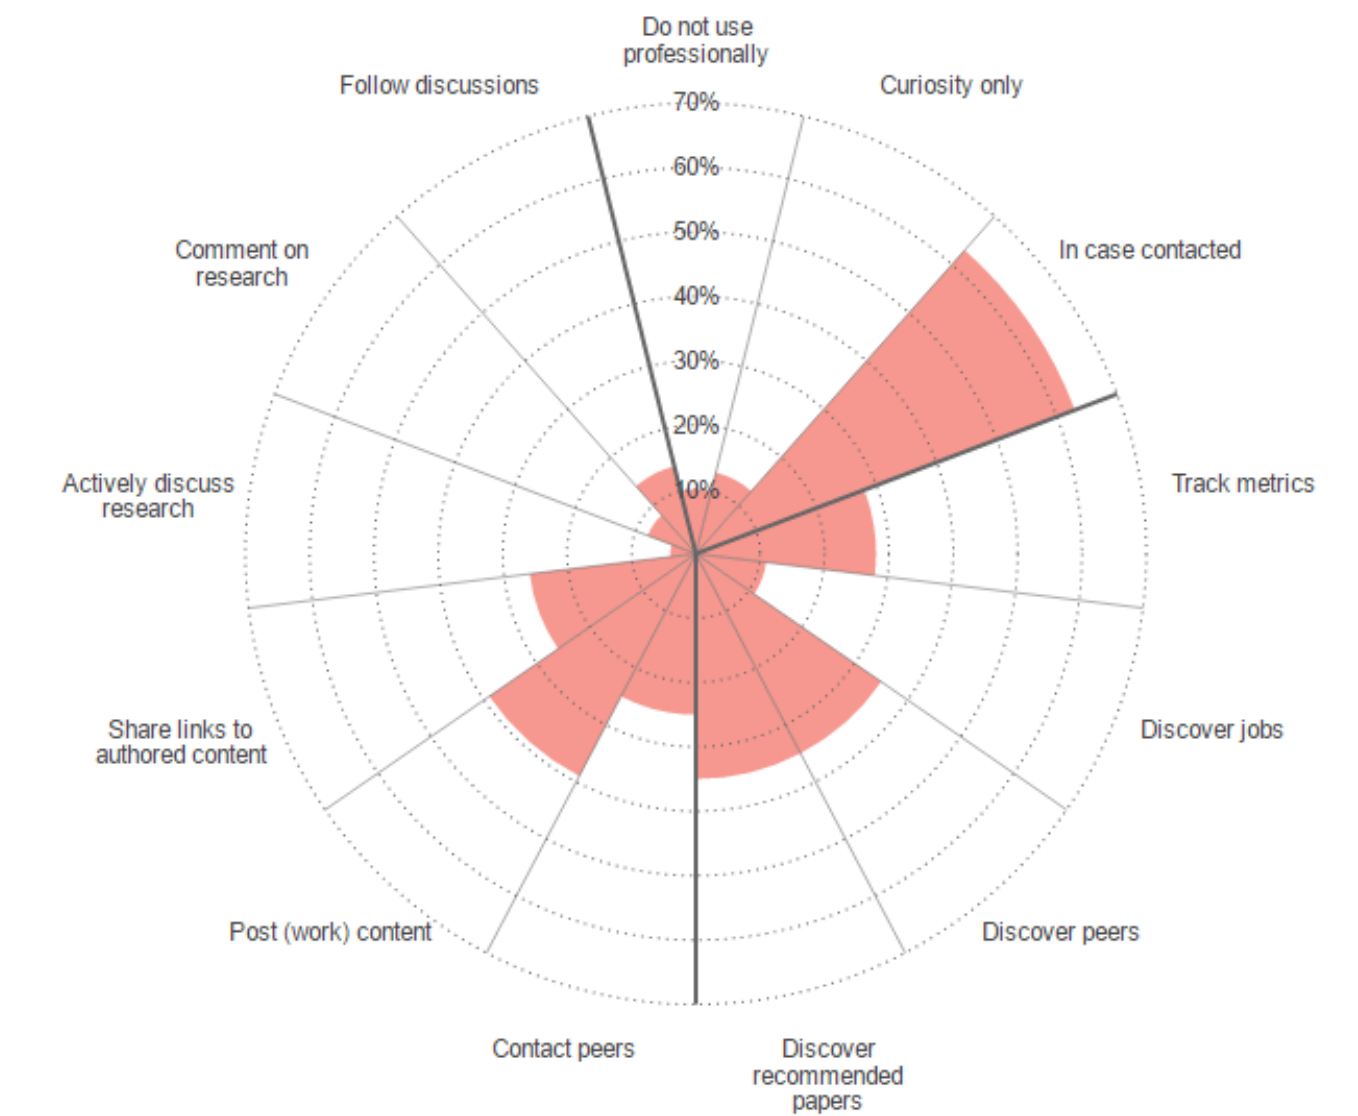 Do not use
professionally
Follow discussions
Curiosity only
70%
60%
50%
40%
30%
20%
10%
Comment on
research
In case contacted
Actively discuss
research
Track metrics
Share links to
authored content
Discover jobs
Post (work) content
Discover peers
Contact peers
Discover
recommended
papers